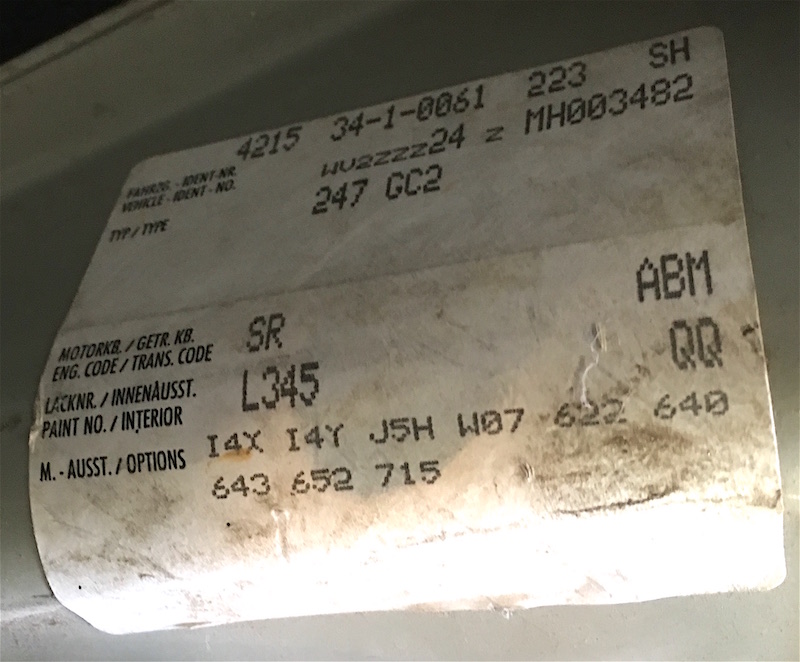 4215 34-1-0061 223 SH
FAHRZG. - IDENT-NR.
VEHICLE - IDENT - NO. WV2ZZZ24 Z MH003482
TYP / TYPE 247 GC2
MOTORKB. / GETR. KB.
ENG. CODE / TRANS. CODE SR ABM
LACKNR. / INNENAUSST.
PAINT NO. / INTERIOR L345 QQ
M. - AUSST. / OPTIONS I4X I4Y J5H W07 622 640
643 652 715